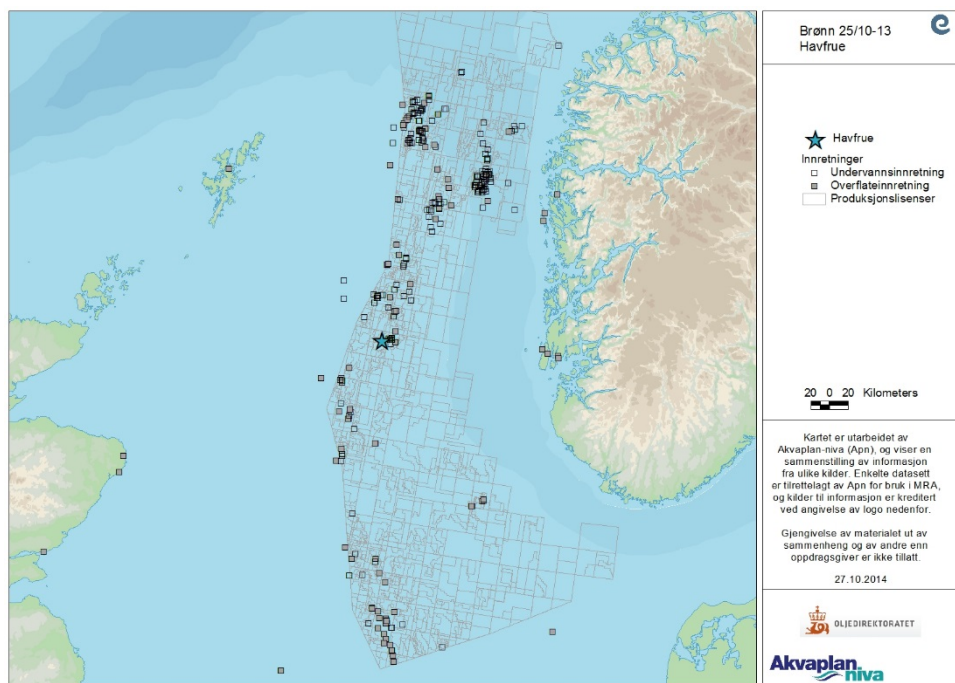 Brønn 25/10-13
Havfrue
Havfrue
Innretninger
Undervannsinnretning
Overflateinnretning
Produksjonslisenser
20 0 20 Kilometers
Kartet er utarbeidet av
Akvaplan-niva (Apn), og viser en
sammenstilling av informasjon
fra ulike kilder. Enkelte datasett
er tilrettelagt av Apn for bruk i MRA,
og kilder til informasjon er kreditert
ved angivelse av logo nedenfor.
Gjengivelse av materialet ut av
sammenheng og av andre enn
oppdragsgiver er ikke tillatt.
27.10.2014
OLJEDIREKTORATET
Akvaplan
niva